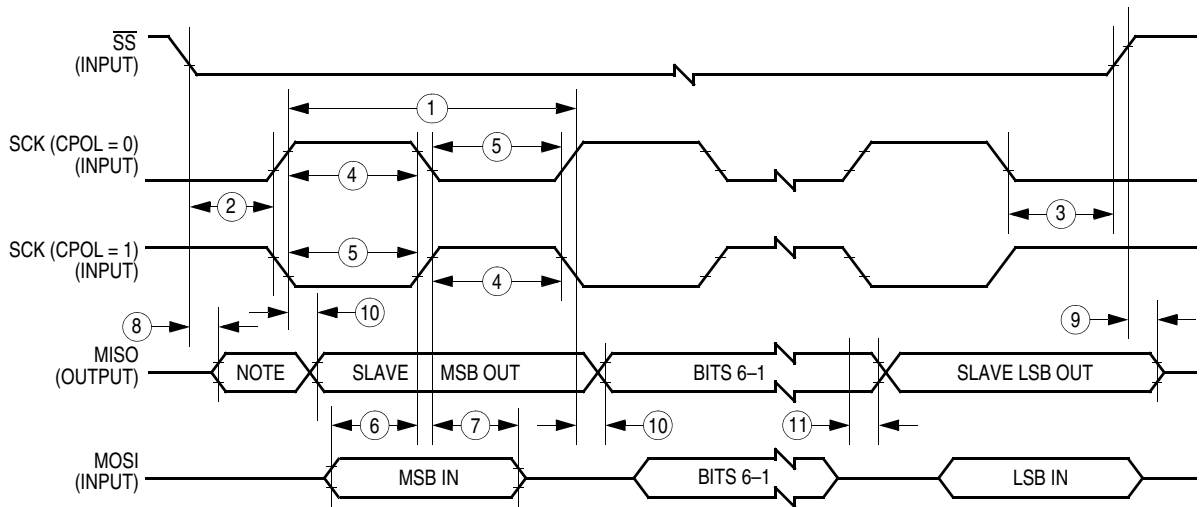 SS
(INPUT)
1
SCK (CPOL = 0)
(INPUT)
5
4
2
3
SCK (CPOL = 1)
(INPUT)
5
4
8
10
9
MISO
(OUTPUT)
NOTE
SLAVE
MSB OUT
BITS 6–1
SLAVE LSB OUT
6
7
10
11
MOSI
(INPUT)
MSB IN
BITS 6–1
LSB IN